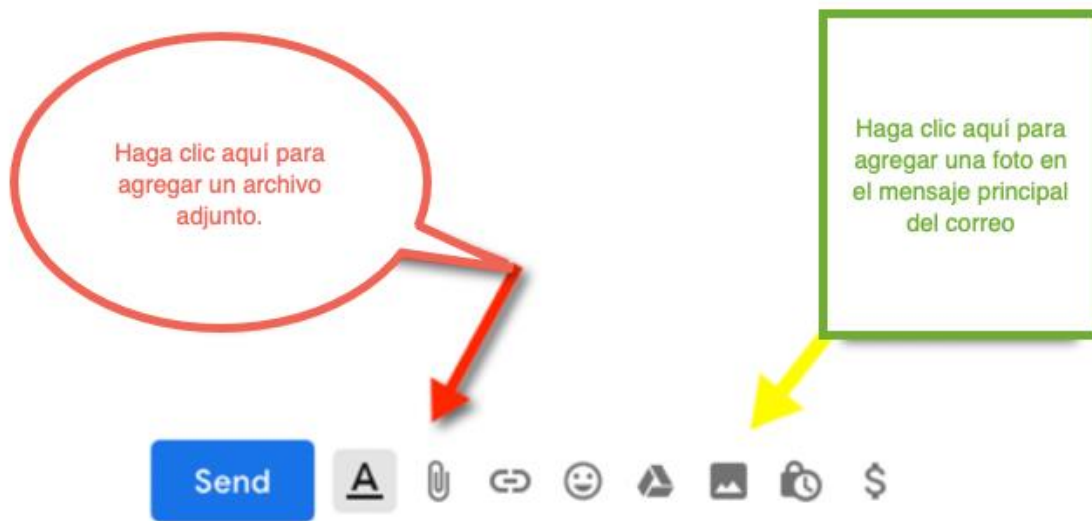 Haga clic aquí para
agregar un archivo
adjunto.
Haga clic aquí para
agregar una foto en
el mensaje principal
del correo
Send
A
$